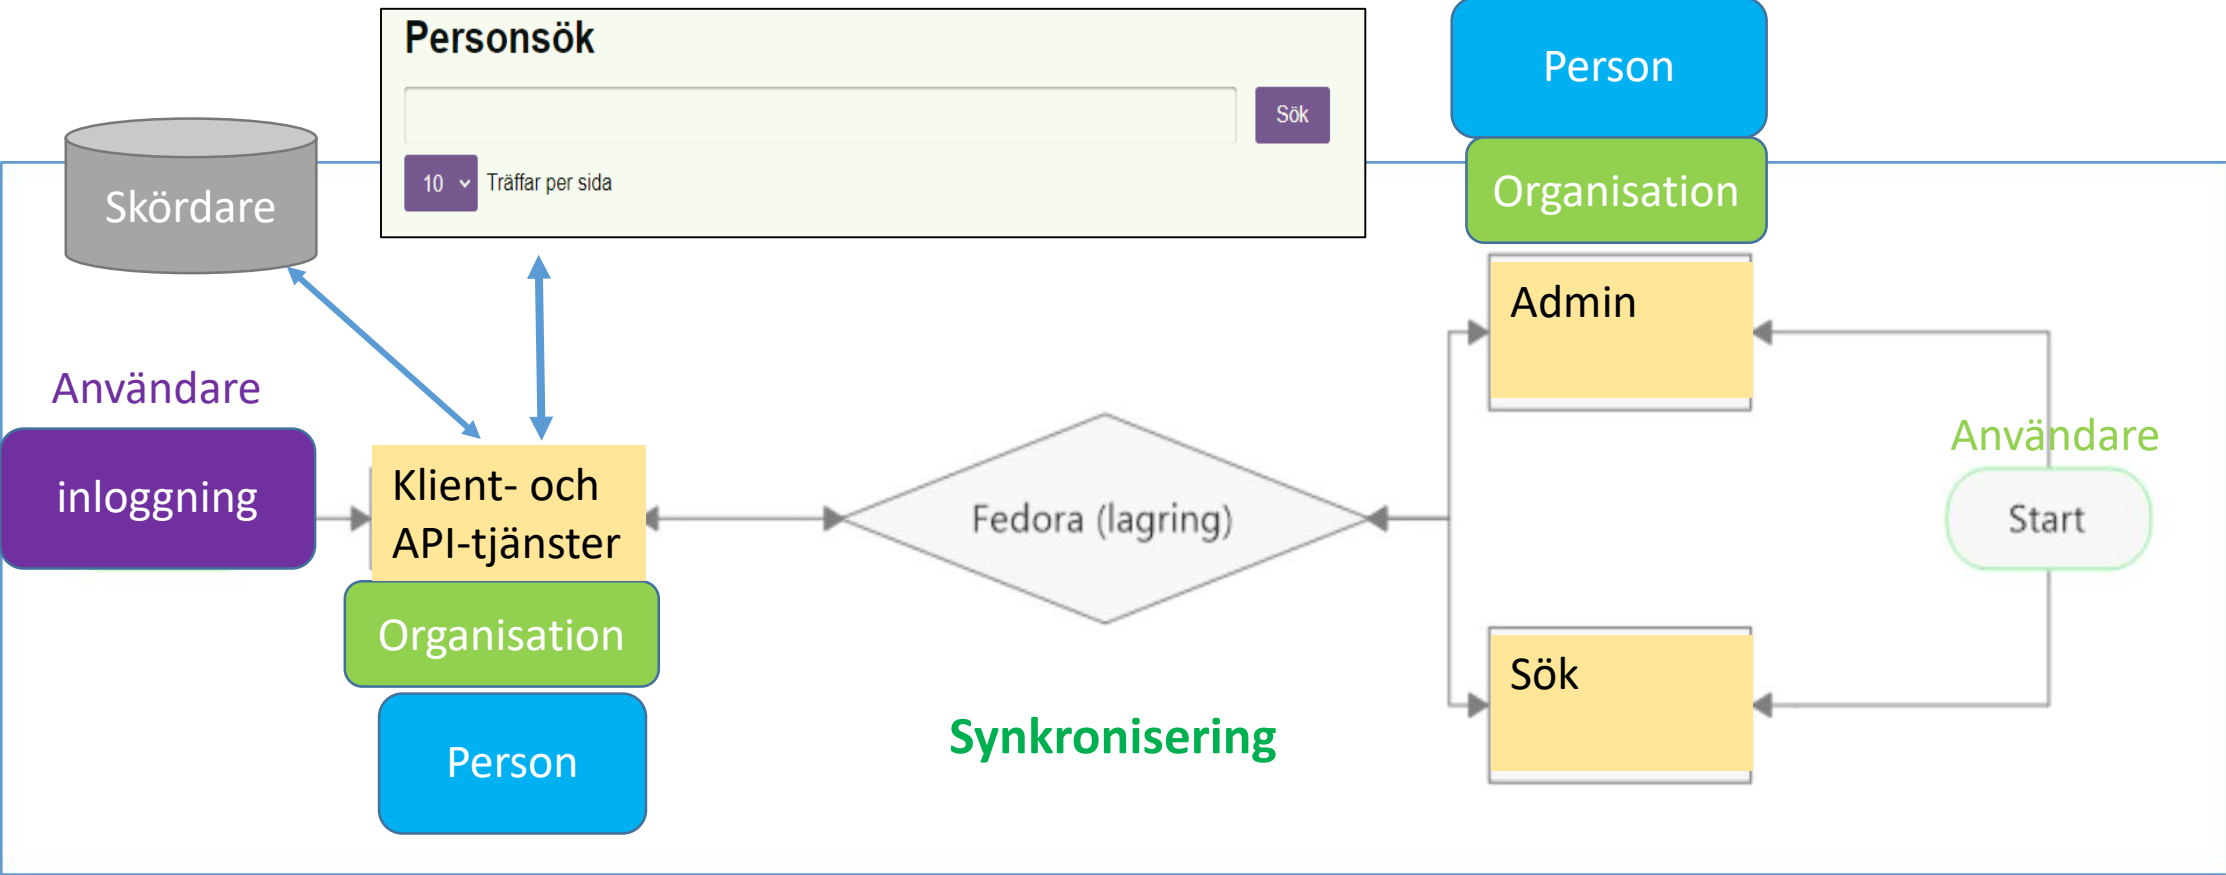 Personsök
Sök
10
Träffar per sida
Person
Organisation
Skördare
Admin
Användare
inloggning
Klient- och
API-tjänster
Fedora (lagring)
Användare
Start
Organisation
Person
Synkronisering
Sök